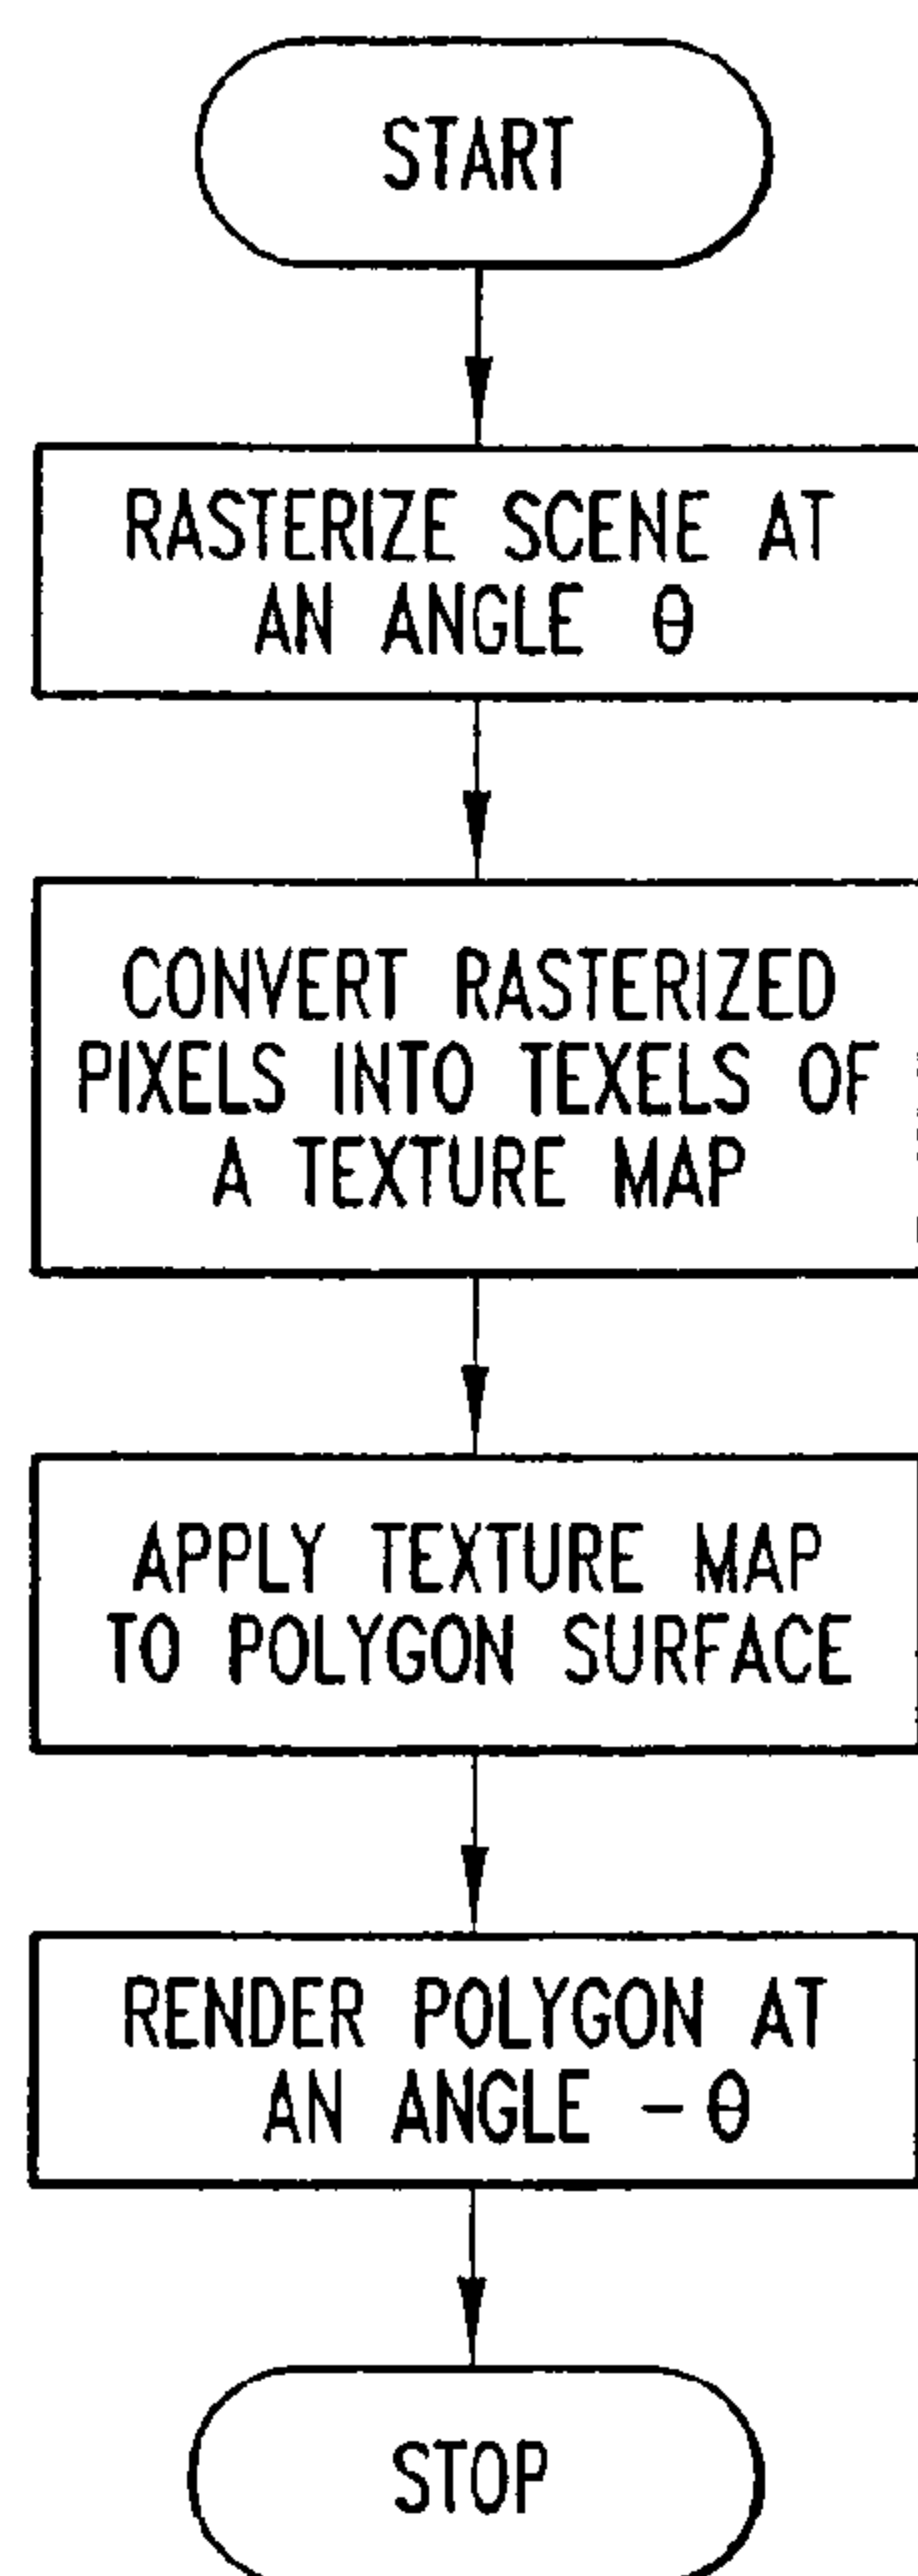 START
RASTERIZE SCENE AT
AN ANGLE θ
CONVERT RASTERIZED
PIXELS INTO TEXELS OF
A TEXTURE MAP
APPLY TEXTURE MAP
TO POLYGON SURFACE
RENDER POLYGON AT
AN ANGLE -θ
STOP